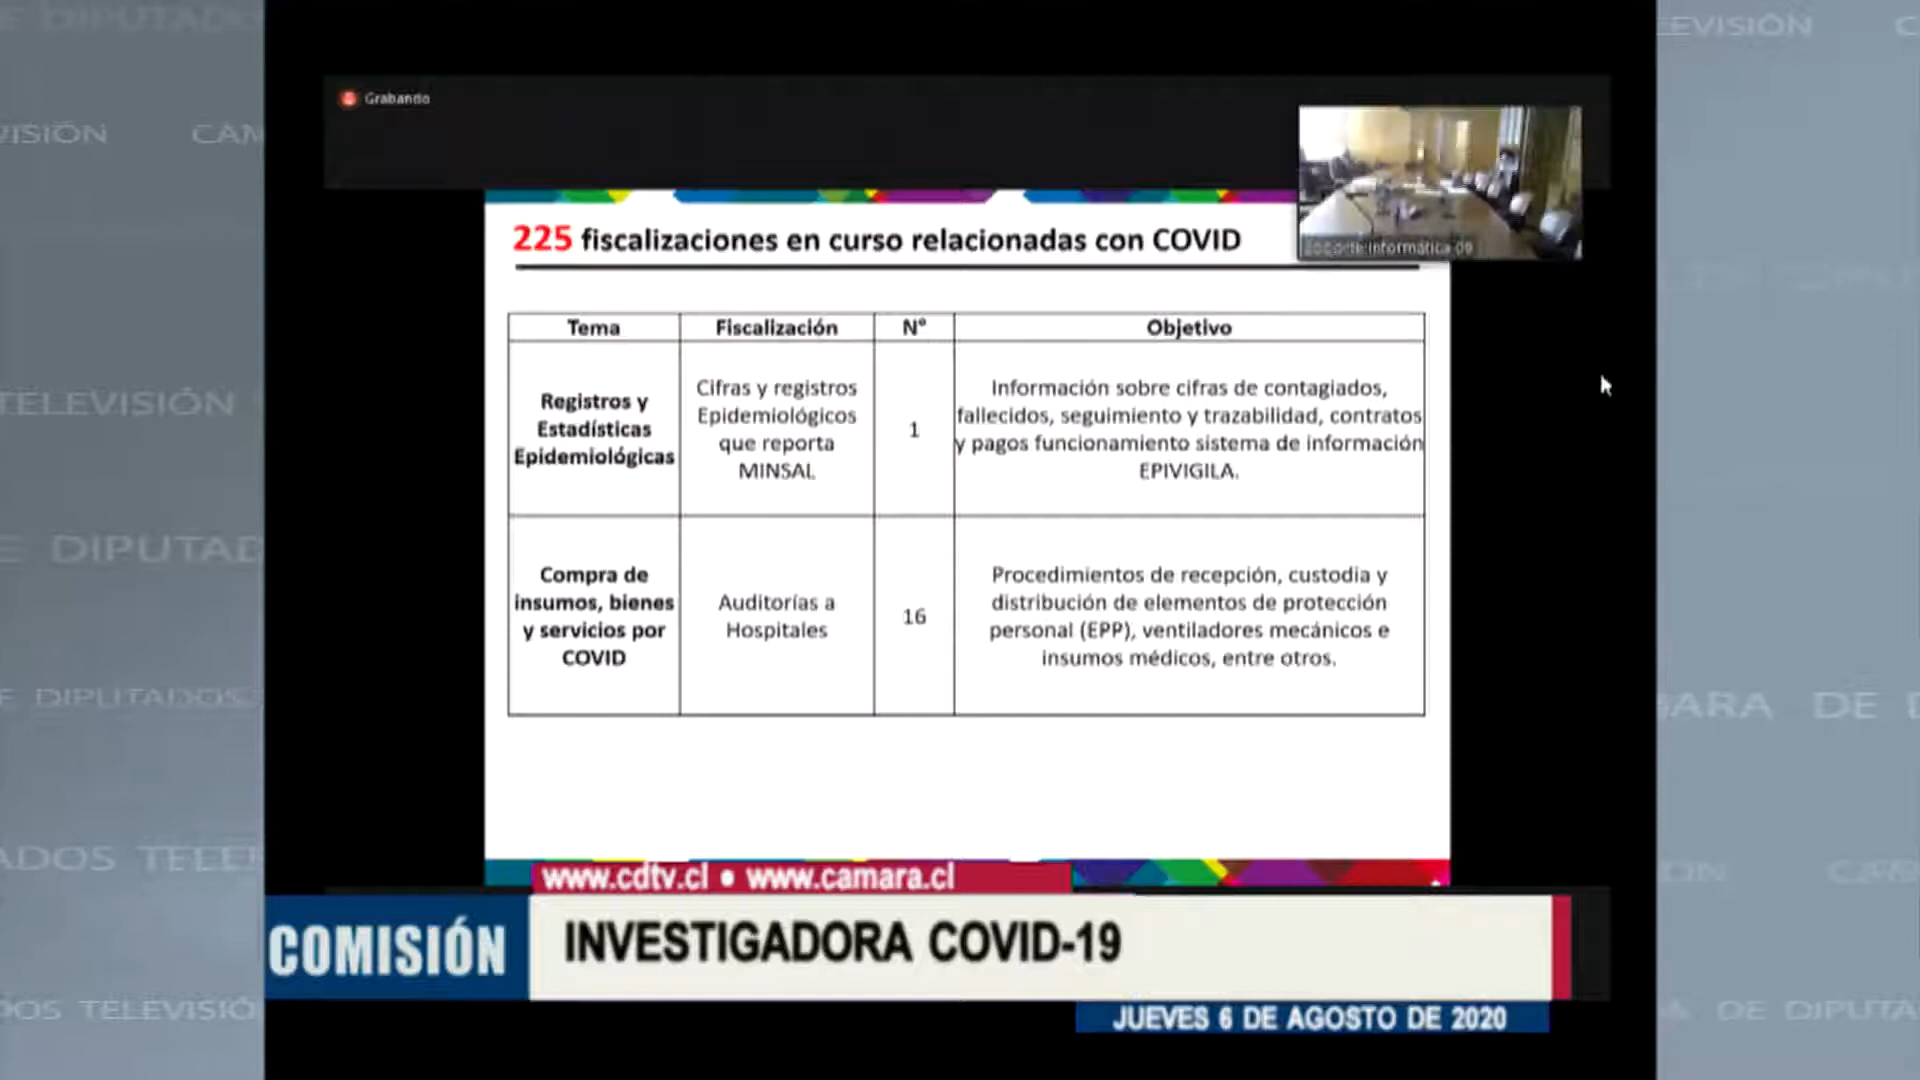 Grabando
225 fiscalizaciones en curso relacionadas con COVID
Tema
Fiscalización
N°
Objetivo
Registros y
Estadísticas
Epidemiológicas
Cifras y registros
Epidemiológicos
que reporta
MINSAL
1
Información sobre cifras de contagiados,
fallecidos, seguimiento y trazabilidad, contratos
y pagos funcionamiento sistema de información
EPIVIGILA.
Compra de
insumos, bienes
y servicios por
COVID
Auditorías a
Hospitales
16
Procedimientos de recepción, custodia y
distribución de elementos de protección
personal (EPP), ventiladores mecánicos e
insumos médicos, entre otros.
www.cdtv.cl • www.camara.cl
COMISIÓN
INVESTIGADORA COVID-19
JUEVES 6 DE AGOSTO DE 2020